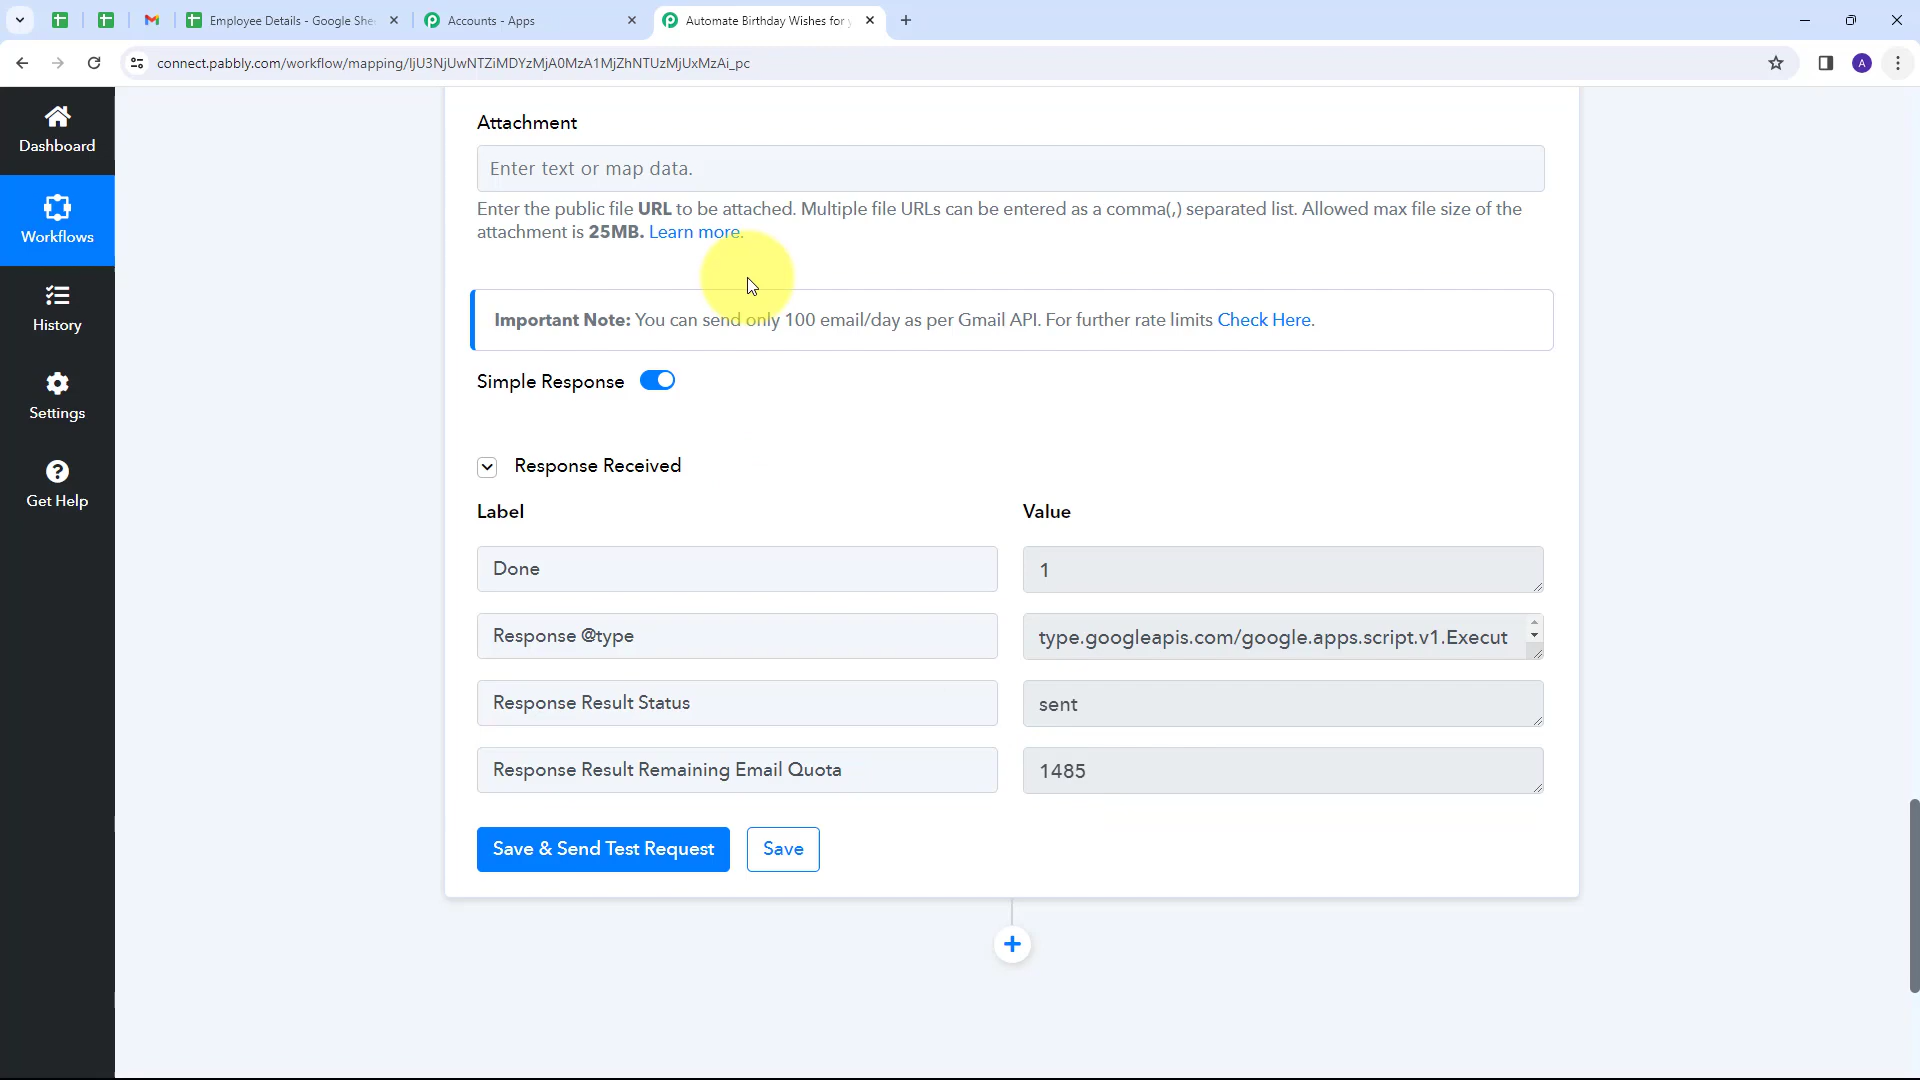 Employee Details - Google She
Accounts - Apps
Automate Birthday Wishes for y
connect.pabbly.com/workflow/mapping/IjU3NjUwNTZiMDYzMjA0MzA1MjZhNTUzMjUxMzAi_pc
A
Dashboard
Workflows
History
Settings
Get Help
Attachment
Enter text or map data.
Enter the public file URL to be attached. Multiple file URLs can be entered as a comma(,) separated list. Allowed max file size of the
attachment is 25MB. Learn more.
Important Note: You can send only 100 email/day as per Gmail API. For further rate limits Check Here.
Simple Response
Response Received
Label Value
Done 1
Response @type type.googleapis.com/google.apps.script.v1.Execut
Response Result Status sent
Response Result Remaining Email Quota 1485
Save & Send Test Request Save